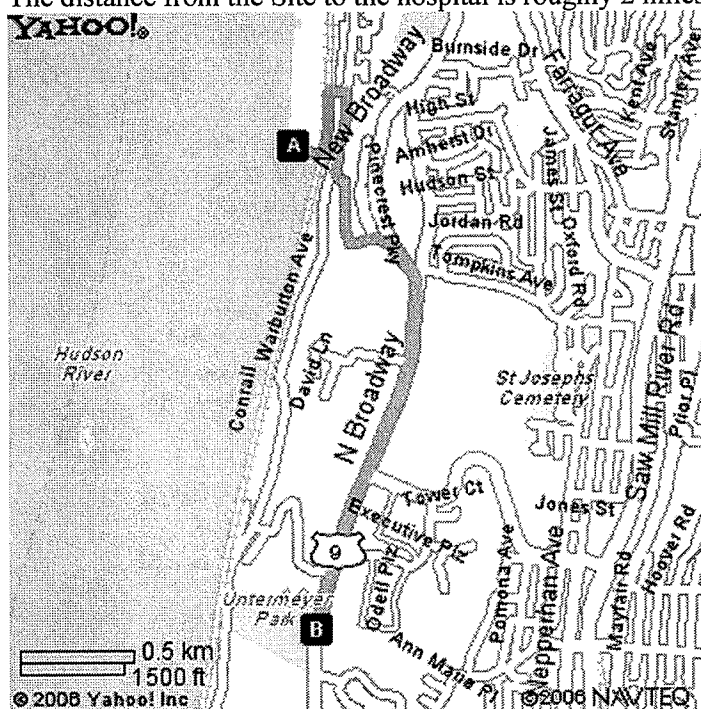 The distance from the Site to the hospital is roughly 2 miles
YAHOO!®
Burnside Dr
Farragut Ave
Kent Ave
Stanley Ave
New Broadway
High St
A
Amherst Dr
James St
Pinecrest Pky
Hudson St
Jordan Rd
Oxford Rd
Tompkins Ave
Conrail
Warburton Ave
Hudson
River
David Ln
N Broadway
St Josephs
Cemetery
Saw Mill River Rd
Prior Pl
Tower Ct
Jones St
Executive Plz
9
Hoover Rd
Odell Plz
Pomona Ave
Nepperhan Ave
Mayfair Rd
Untermeyer
Park
B
Ann Maria Pl
0.5 km
1500 ft
© 2006 Yahoo! Inc
©2006 NAVTEQ